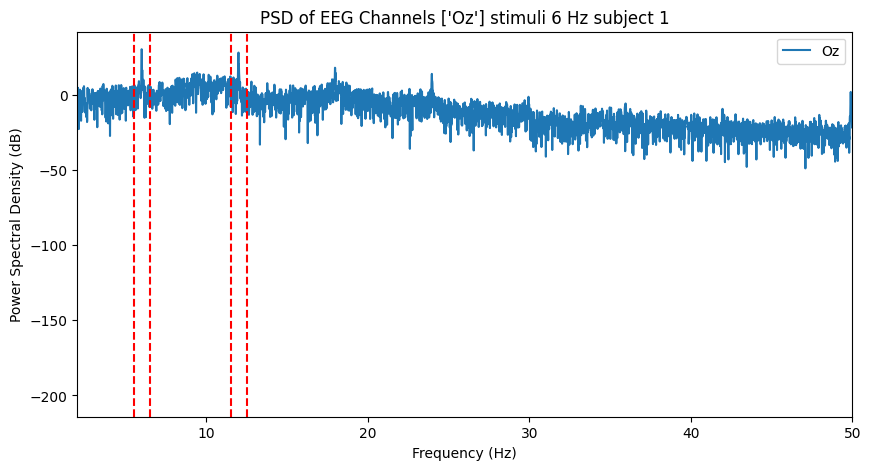 PSD of EEG Channels ['Oz'] stimuli 6 Hz subject 1
Oz
Power Spectral Density (dB)
0
−50
−100
−150
−200
10
20
30
40
50
Frequency (Hz)